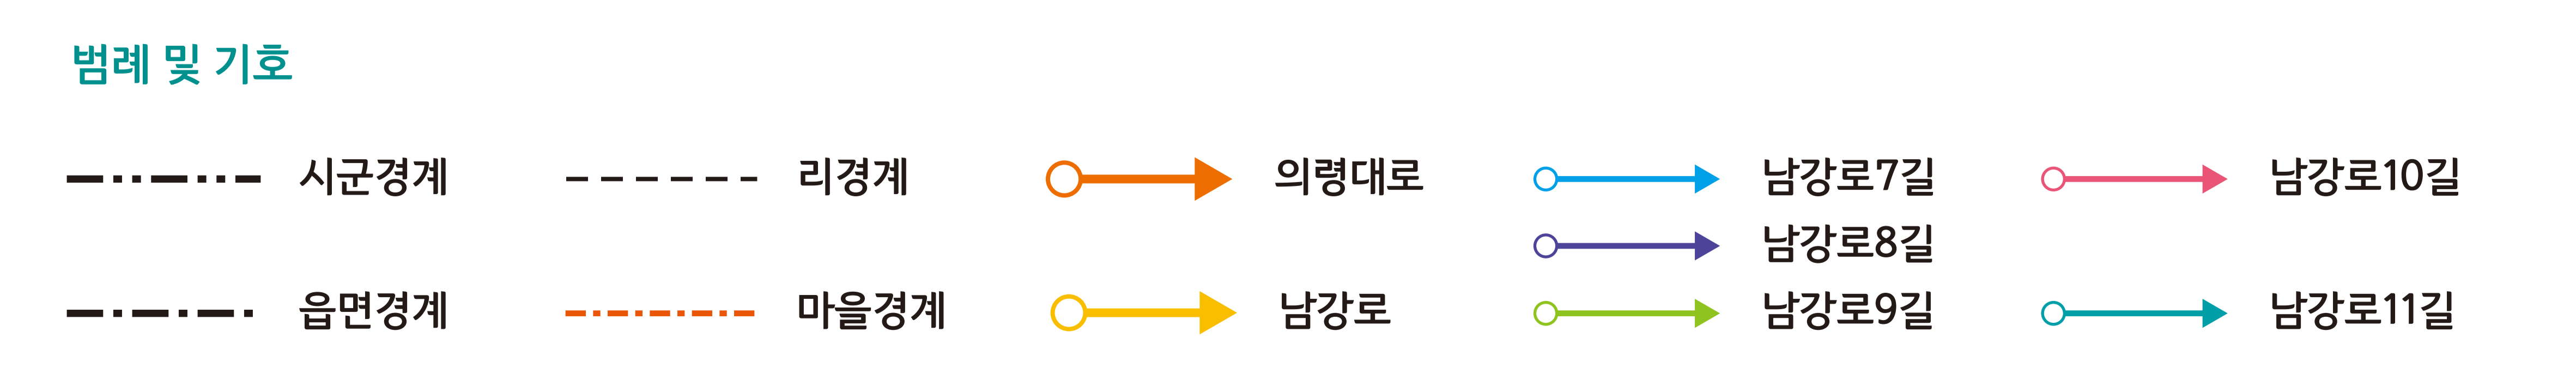 범례 및 기호
시군경계 리경계 의령대로 남강로7길 남강로10길
남강로8길
읍면경계 마을경계 남강로 남강로9길 남강로11길